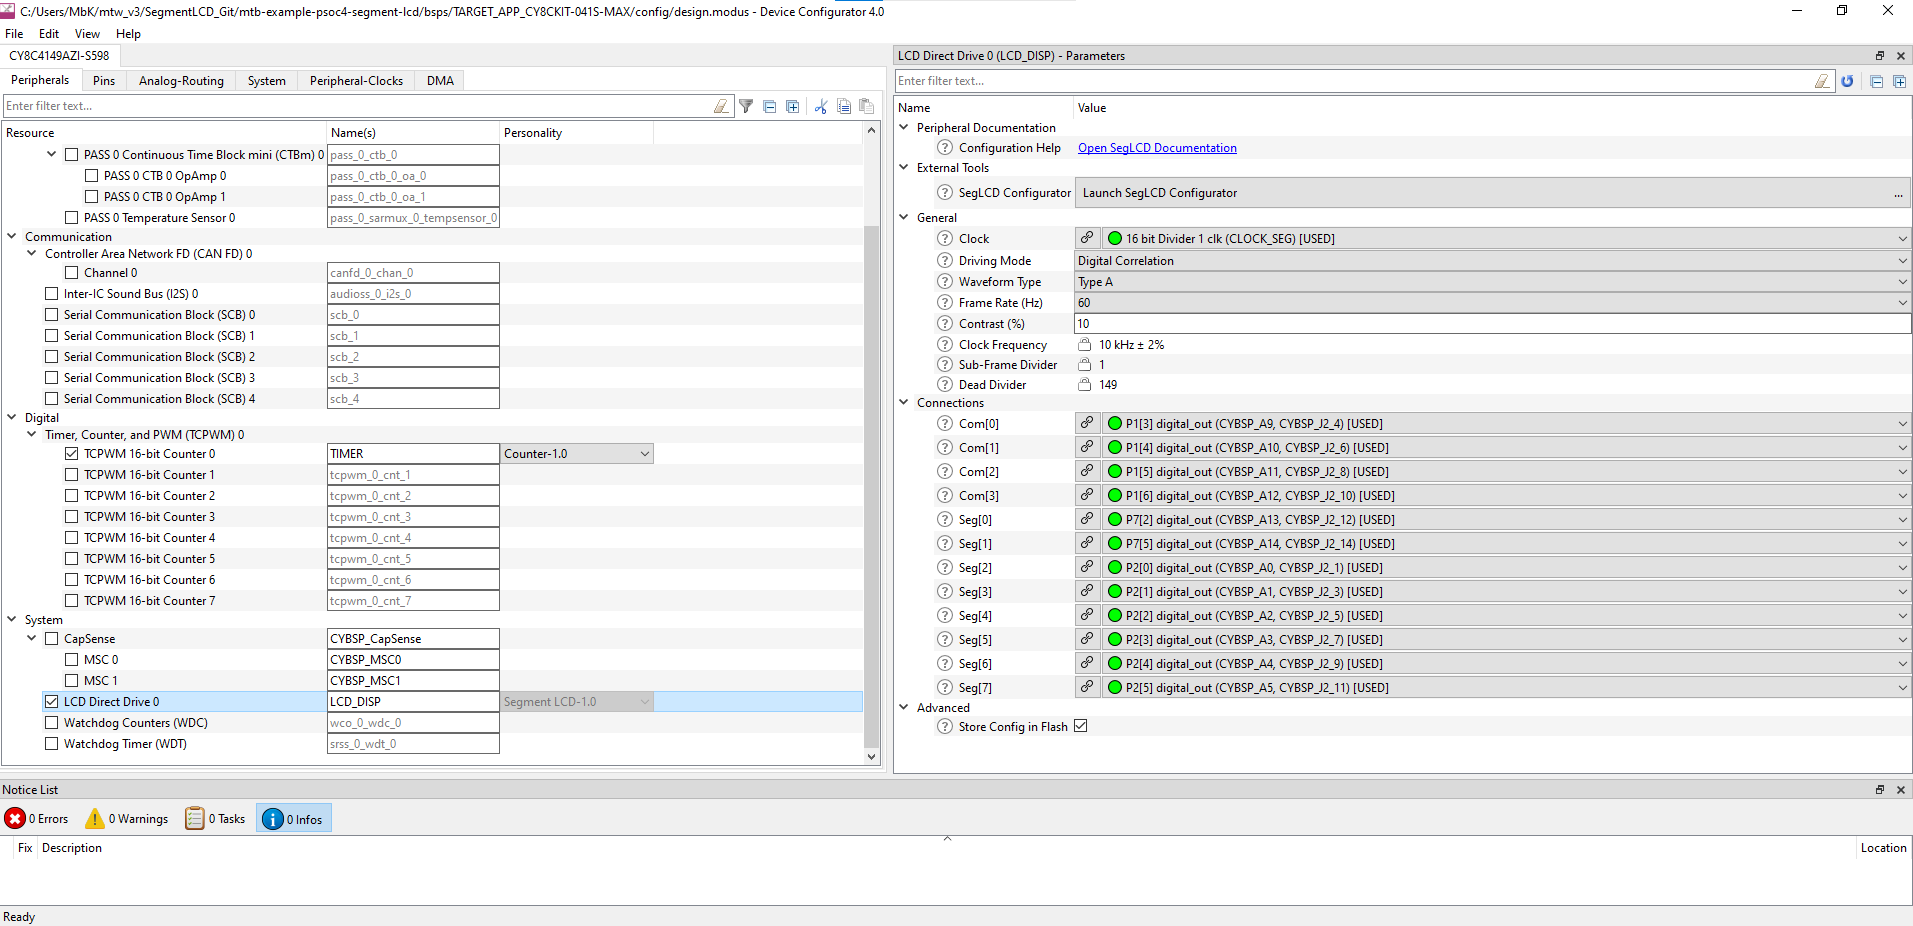 C:/Users/MbK/mtw_v3/SegmentLCD_Git/mtb-example-psoc4-segment-lcd/bsps/TARGET_APP_CY8CKIT-041S-MAX/config/design.modus - Device Configurator 4.0
File Edit View Help
CY8C4149AZI-S598
Peripherals Pins Analog-Routing System Peripheral-Clocks DMA
Enter filter text...
Resource Name(s) Personality
PASS 0 Continuous Time Block mini (CTBm) 0 pass_0_ctb_0
PASS 0 CTB 0 OpAmp 0 pass_0_ctb_0_oa_0
PASS 0 CTB 0 OpAmp 1 pass_0_ctb_0_oa_1
PASS 0 Temperature Sensor 0 pass_0_sarmux_0_tempsensor_0
Communication
Controller Area Network FD (CAN FD) 0
Channel 0 canfd_0_chan_0
Inter-IC Sound Bus (I2S) 0 audioss_0_i2s_0
Serial Communication Block (SCB) 0 scb_0
Serial Communication Block (SCB) 1 scb_1
Serial Communication Block (SCB) 2 scb_2
Serial Communication Block (SCB) 3 scb_3
Serial Communication Block (SCB) 4 scb_4
Digital
Timer, Counter, and PWM (TCPWM) 0
TCPWM 16-bit Counter 0 TIMER Counter-1.0
TCPWM 16-bit Counter 1 tcpwm_0_cnt_1
TCPWM 16-bit Counter 2 tcpwm_0_cnt_2
TCPWM 16-bit Counter 3 tcpwm_0_cnt_3
TCPWM 16-bit Counter 4 tcpwm_0_cnt_4
TCPWM 16-bit Counter 5 tcpwm_0_cnt_5
TCPWM 16-bit Counter 6 tcpwm_0_cnt_6
TCPWM 16-bit Counter 7 tcpwm_0_cnt_7
System
CapSense CYBSP_CapSense
MSC 0 CYBSP_MSC0
MSC 1 CYBSP_MSC1
LCD Direct Drive 0 LCD_DISP Segment LCD-1.0
Watchdog Counters (WDC) wco_0_wdc_0
Watchdog Timer (WDT) srss_0_wdt_0
LCD Direct Drive 0 (LCD_DISP) - Parameters
Enter filter text...
Name Value
Peripheral Documentation
Configuration Help Open SegLCD Documentation
External Tools
SegLCD Configurator Launch SegLCD Configurator ...
General
Clock 16 bit Divider 1 clk (CLOCK_SEG) [USED]
Driving Mode Digital Correlation
Waveform Type Type A
Frame Rate (Hz) 60
Contrast (%) 10
Clock Frequency 10 kHz ± 2%
Sub-Frame Divider 1
Dead Divider 149
Connections
Com[0] P1[3] digital_out (CYBSP_A9, CYBSP_J2_4) [USED]
Com[1] P1[4] digital_out (CYBSP_A10, CYBSP_J2_6) [USED]
Com[2] P1[5] digital_out (CYBSP_A11, CYBSP_J2_8) [USED]
Com[3] P1[6] digital_out (CYBSP_A12, CYBSP_J2_10) [USED]
Seg[0] P7[2] digital_out (CYBSP_A13, CYBSP_J2_12) [USED]
Seg[1] P7[5] digital_out (CYBSP_A14, CYBSP_J2_14) [USED]
Seg[2] P2[0] digital_out (CYBSP_A0, CYBSP_J2_1) [USED]
Seg[3] P2[1] digital_out (CYBSP_A1, CYBSP_J2_3) [USED]
Seg[4] P2[2] digital_out (CYBSP_A2, CYBSP_J2_5) [USED]
Seg[5] P2[3] digital_out (CYBSP_A3, CYBSP_J2_7) [USED]
Seg[6] P2[4] digital_out (CYBSP_A4, CYBSP_J2_9) [USED]
Seg[7] P2[5] digital_out (CYBSP_A5, CYBSP_J2_11) [USED]
Advanced
Store Config in Flash
Notice List
0 Errors 0 Warnings 0 Tasks 0 Infos
Fix Description Location
Ready